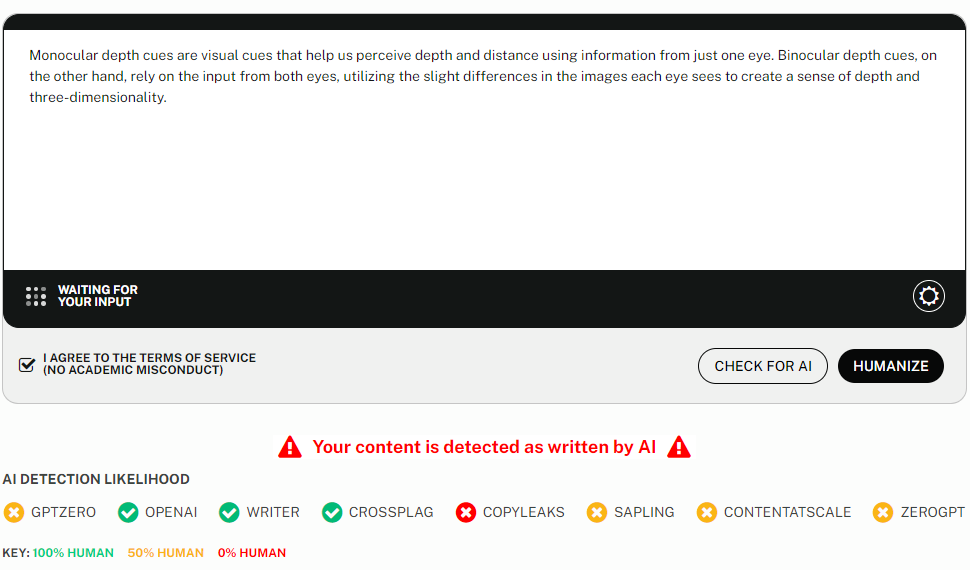 Monocular depth cues are visual cues that help us perceive depth and distance using information from just one eye. Binocular depth cues, on
the other hand, rely on the input from both eyes, utilizing the slight differences in the images each eye sees to create a sense of depth and
three-dimensionality.
WAITING FOR
YOUR INPUT
I AGREE TO THE TERMS OF SERVICE
(NO ACADEMIC MISCONDUCT)
CHECK FOR AI
HUMANIZE
Your content is detected as written by AI
AI DETECTION LIKELIHOOD
GPTZERO OPENAI WRITER CROSSPLAG COPYLEAKS SAPLING CONTENTATSCALE ZEROGPT
KEY: 100% HUMAN 50% HUMAN 0% HUMAN